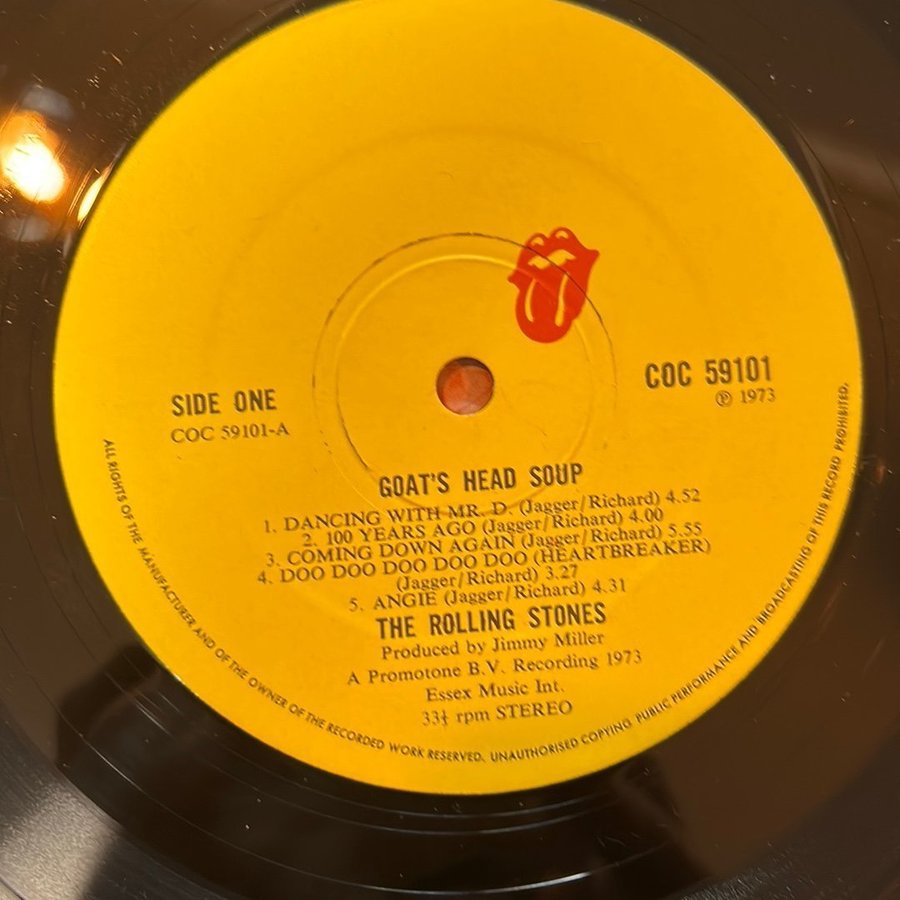 SIDE ONE
COC 59101-A
COC 59101
℗ 1973
GOAT'S HEAD SOUP
1. DANCING WITH MR. D. (Jagger/Richard) 4.52
2. 100 YEARS AGO (Jagger/Richard) 4.00
3. COMING DOWN AGAIN (Jagger/Richard) 5.55
4. DOO DOO DOO DOO DOO (HEARTBREAKER)
(Jagger/Richard) 3.27
5. ANGIE (Jagger/Richard) 4.31
THE ROLLING STONES
Produced by Jimmy Miller
A Promotone B.V. Recording 1973
Essex Music Int.
33⅓ rpm STEREO
ALL RIGHTS OF THE MANUFACTURER AND OF THE OWNER OF THE RECORDED WORK RESERVED. UNAUTHORISED COPYING PUBLIC PERFORMANCE AND BROADCASTING OF THIS RECORD PROHIBITED.